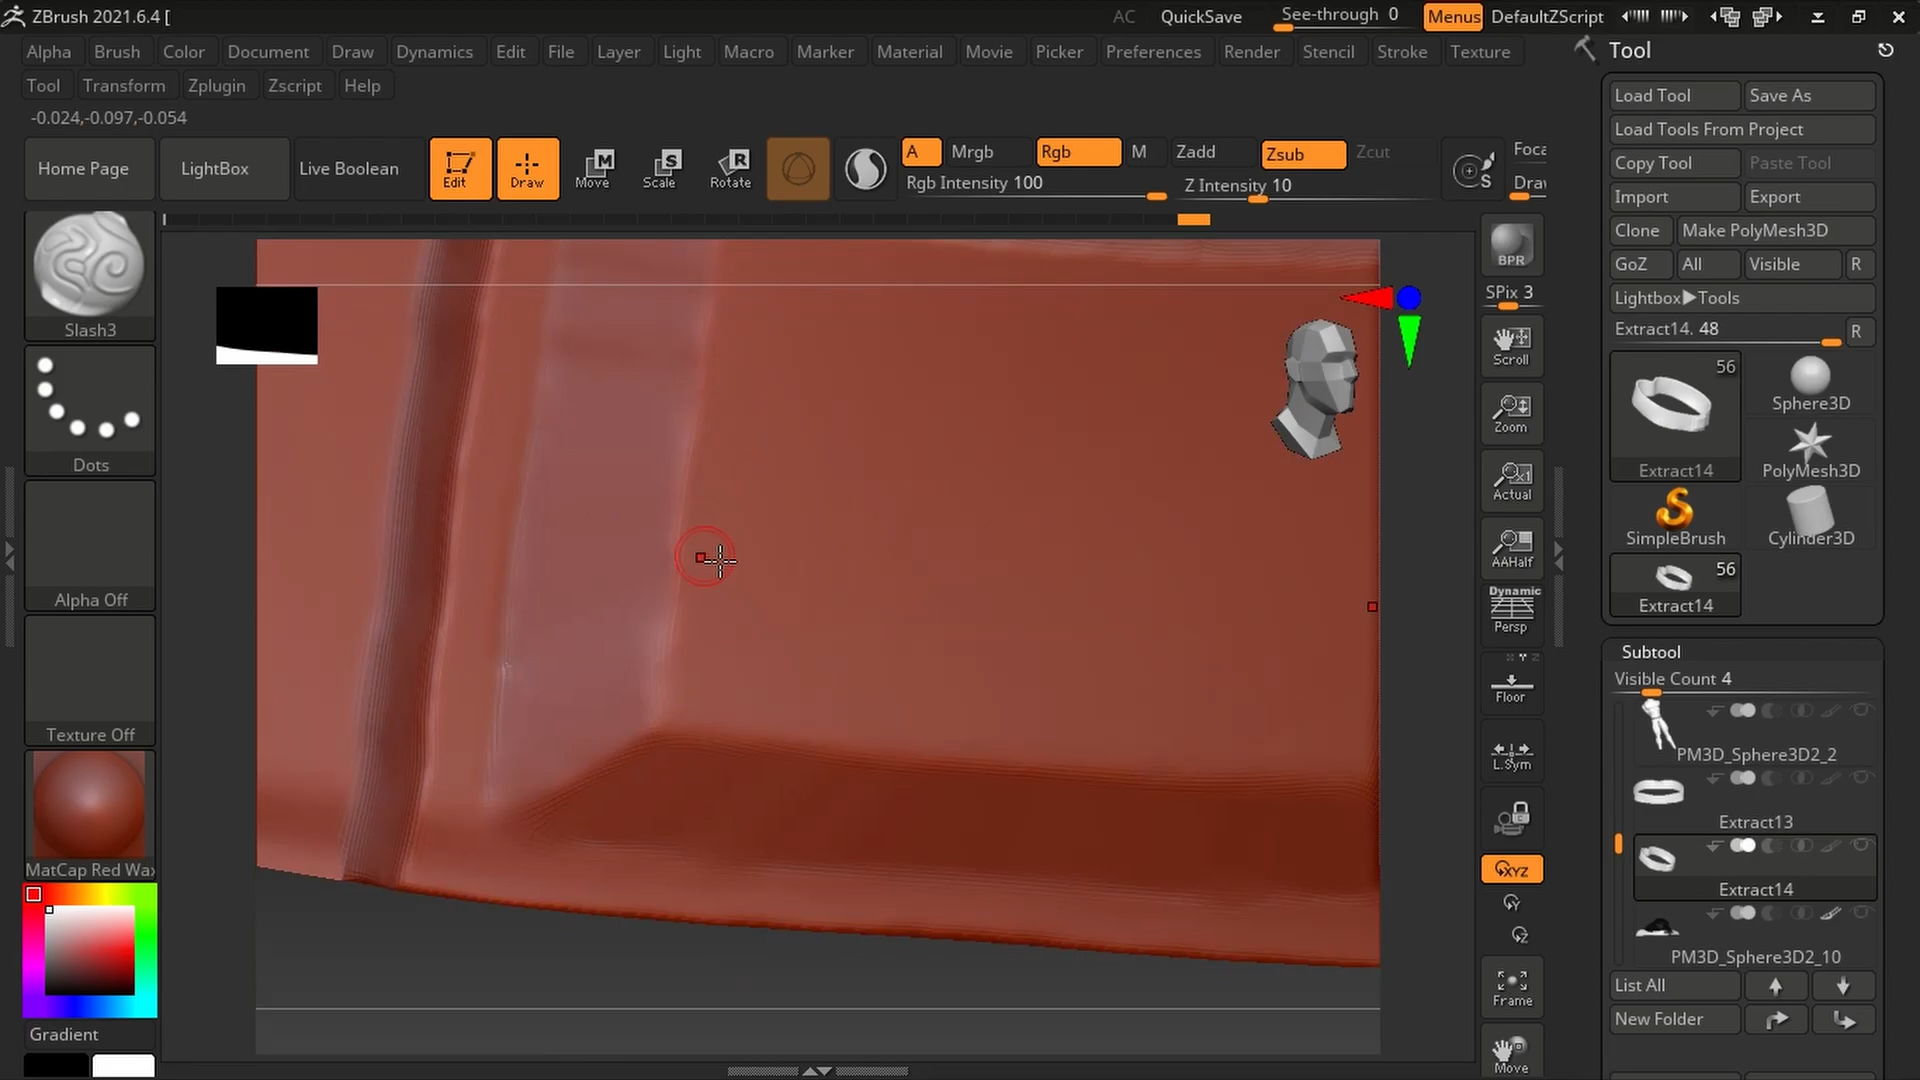 ZBrush 2021.6.4 [
AC QuickSave See-through 0 Menus DefaultZScript
Alpha Brush Color Document Draw Dynamics Edit File Layer Light Macro Marker Material Movie Picker Preferences Render Stencil Stroke Texture
Tool Transform Zplugin Zscript Help
-0.024,-0.097,-0.054
Home Page LightBox Live Boolean Edit Draw Move Scale Rotate
A Mrgb Rgb M Zadd Zsub Zcut
Rgb Intensity 100 Z Intensity 10
Foca
Draw
Slash3
Dots
Alpha Off
Texture Off
MatCap Red Wax
Gradient
BPR
SPix 3
Scroll
Zoom
Actual
AAHalf
Dynamic
Persp
Floor
L.Sym
XYZ
Y
Z
Frame
Move
Tool
Load Tool Save As
Load Tools From Project
Copy Tool Paste Tool
Import Export
Clone Make PolyMesh3D
GoZ All Visible R
Lightbox▶Tools
Extract14. 48 R
56
Extract14
Sphere3D
PolyMesh3D
SimpleBrush
Cylinder3D
56
Extract14
Subtool
Visible Count 4
PM3D_Sphere3D2_2
Extract13
Extract14
PM3D_Sphere3D2_10
List All
New Folder